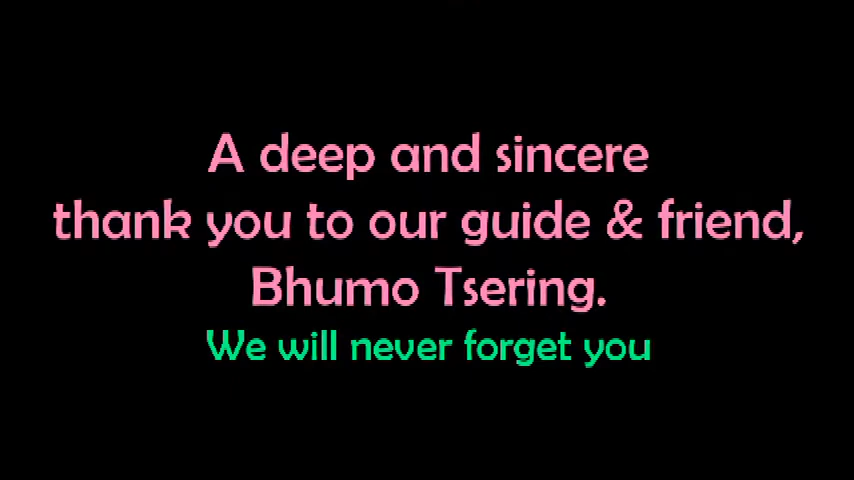 A deep and sincere
thank you to our guide & friend,
Bhumo Tsering.
We will never forget you